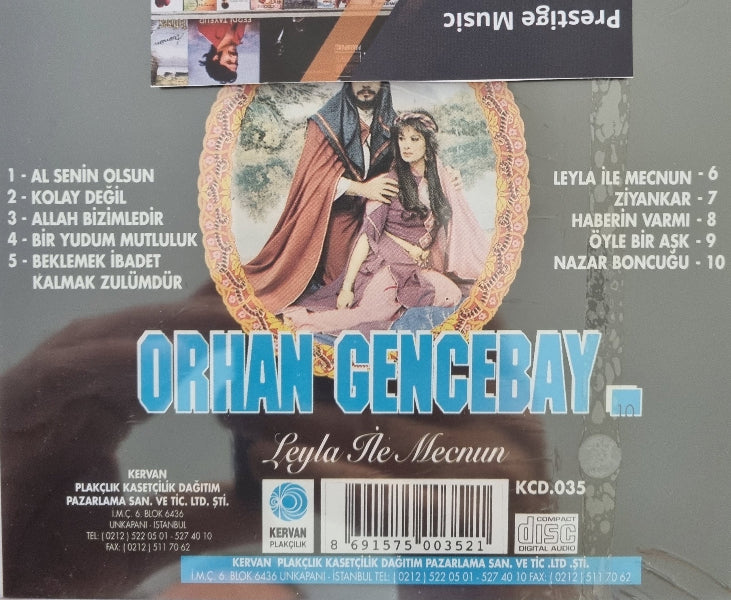 Prestige Music
FERDİ TAYFUR
1 - AL SENİN OLSUN
2 - KOLAY DEĞİL
3 - ALLAH BİZİMLEDİR
4 - BİR YUDUM MUTLULUK
5 - BEKLEMEK İBADET
KALMAK ZULÜMDÜR
LEYLA İLE MECNUN - 6
ZİYANKAR - 7
HABERİN VARMI - 8
ÖYLE BİR AŞK - 9
NAZAR BONCUĞU - 10
ORHAN GENCEBAY
10
Leyla İle Mecnun
KERVAN
PLAKÇLIK KASETÇİLİK DAĞITIM
PAZARLAMA SAN. VE TİC. LTD. ŞTİ.
İ.M.Ç. 6. BLOK 6436
UNKAPANI - İSTANBUL
TEL: ( 0212 ) 522 05 01 - 527 40 10
FAX: ( 0212 ) 511 70 62
KERVAN
PLAKÇILIK
8 691575 003521
KCD.035
COMPACT
disc
DIGITAL AUDIO
KERVAN PLAKÇILIK KASETÇİLİK DAĞITIM PAZARLAMA SAN. VE TİC .LTD .ŞTİ.
İ.M.Ç. 6. BLOK 6436 UNKAPANI - İSTANBUL TEL: ( 0212 ) 522 05 01 - 527 40 10 FAX: ( 0212 ) 511 70 62